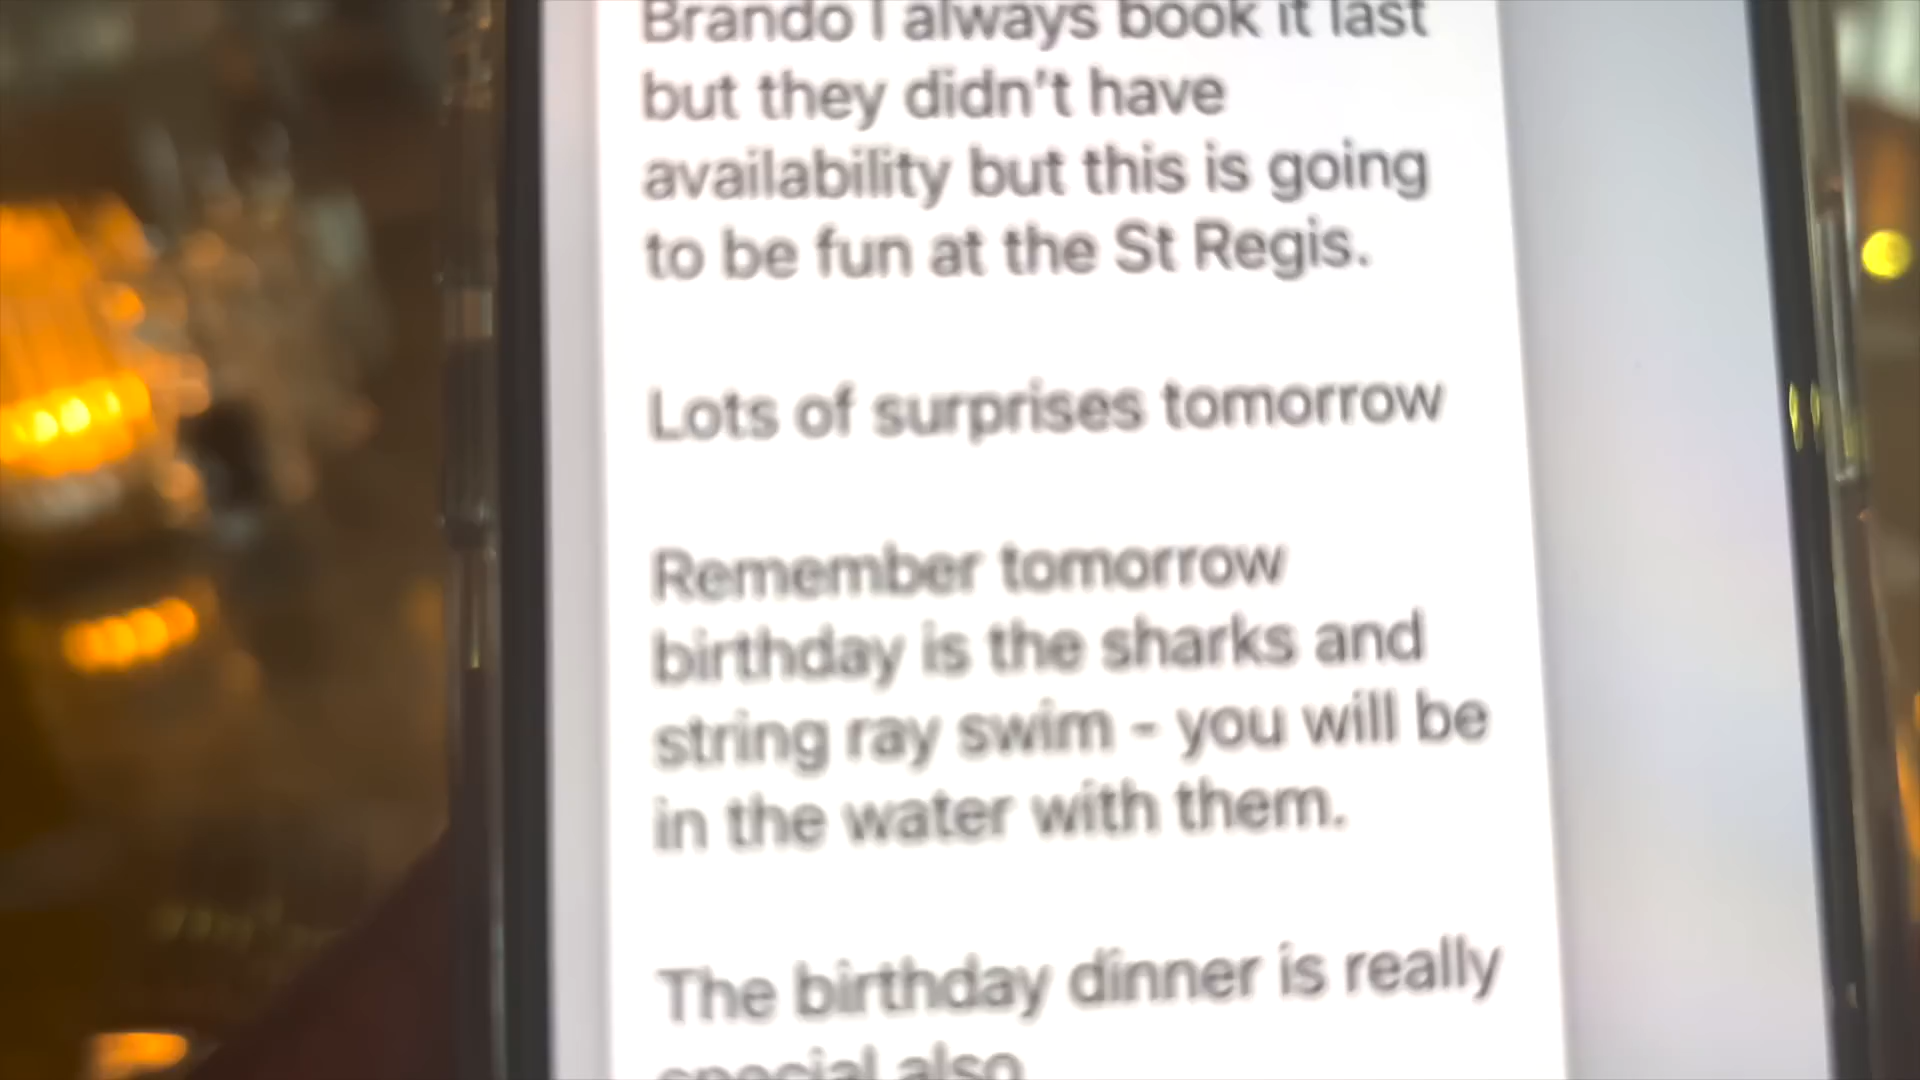 Brando I always book it last
but they didn't have
availability but this is going
to be fun at the St Regis.
Lots of surprises tomorrow
Remember tomorrow
birthday is the sharks and
string ray swim - you will be
in the water with them.
The birthday dinner is really
special also